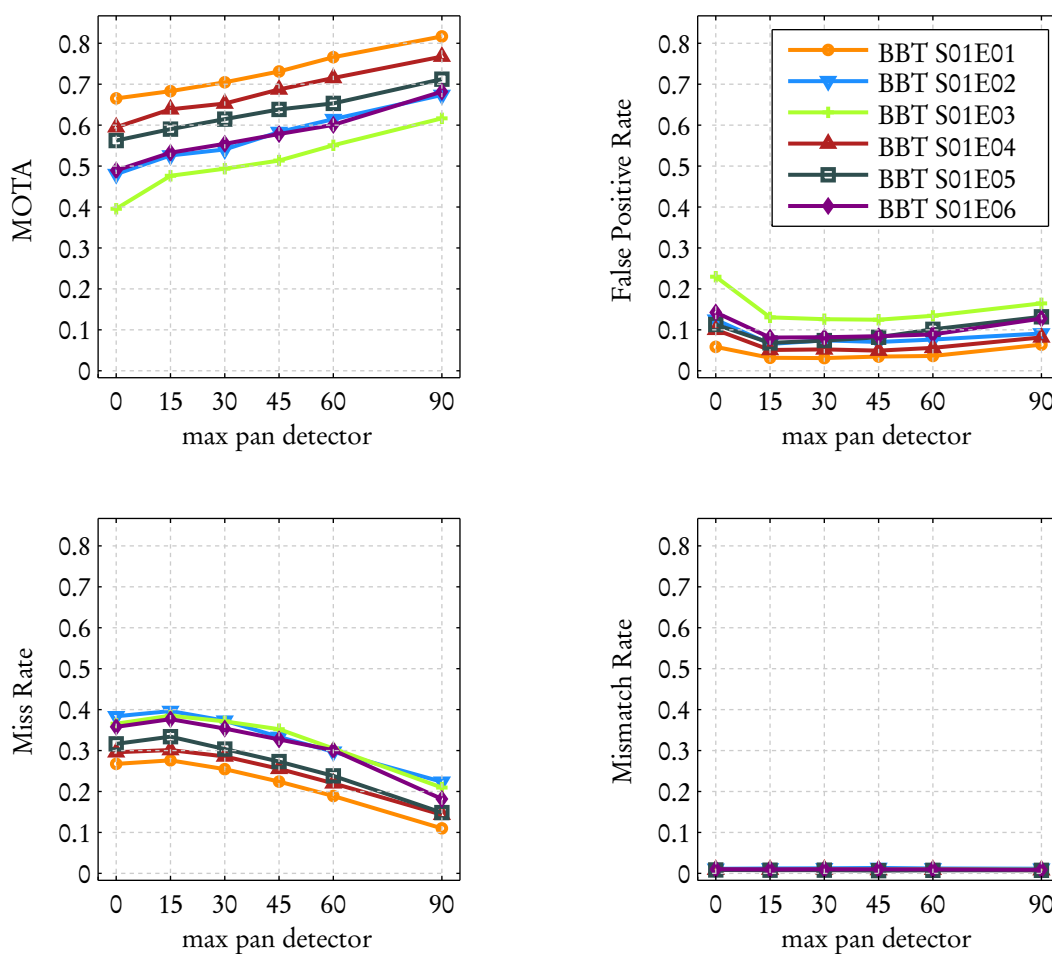 MOTA
0.8
0.7
0.6
0.5
0.4
0.3
0.2
0.1
0
0 15 30 45 60 90
max pan detector
False Positive Rate
0.8
0.7
0.6
0.5
0.4
0.3
0.2
0.1
0
BBT S01E01
BBT S01E02
BBT S01E03
BBT S01E04
BBT S01E05
BBT S01E06
0 15 30 45 60 90
max pan detector
Miss Rate
0.8
0.7
0.6
0.5
0.4
0.3
0.2
0.1
0
0 15 30 45 60 90
max pan detector
Mismatch Rate
0.8
0.7
0.6
0.5
0.4
0.3
0.2
0.1
0
0 15 30 45 60 90
max pan detector